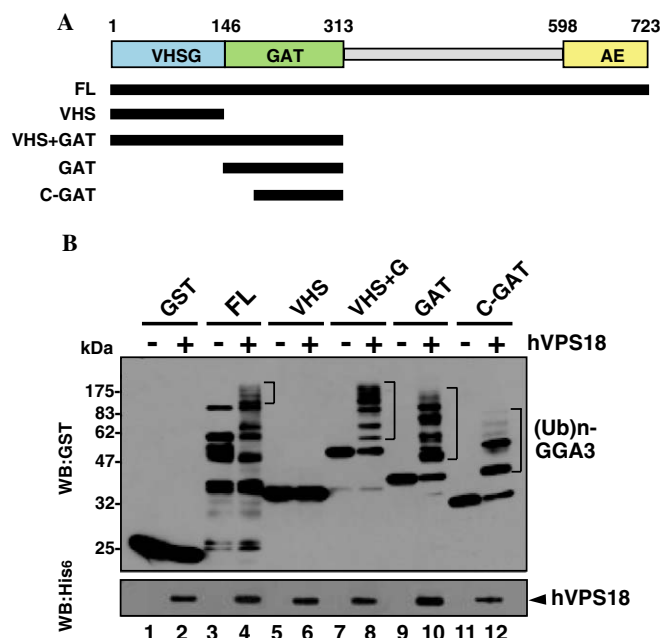 A
1 146 313 598 723
VHSG GAT AE
FL
VHS
VHS+GAT
GAT
C-GAT
B
GST FL VHS VHS+G GAT C-GAT
kDa - + - + - + - + - + - + hVPS18
175-
83-
62-
47-
32-
25-
WB:GST
(Ub)n-
GGA3
WB:His6
hVPS18
1 2 3 4 5 6 7 8 9 10 11 12